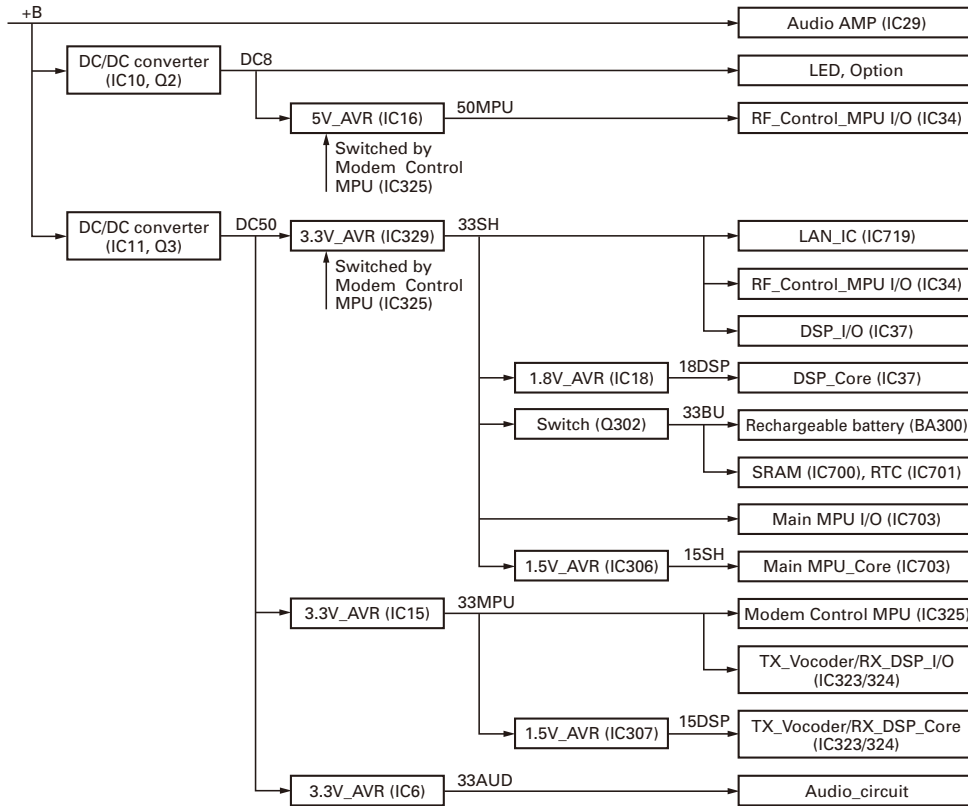 +B
Audio AMP (IC29)
DC/DC converter
(IC10, Q2)
DC8
LED, Option
5V_AVR (IC16)
50MPU
RF_Control_MPU I/O (IC34)
Switched by
Modem Control
MPU (IC325)
DC/DC converter
(IC11, Q3)
DC50
3.3V_AVR (IC329)
33SH
LAN_IC (IC719)
Switched by
Modem Control
MPU (IC325)
RF_Control_MPU I/O (IC34)
DSP_I/O (IC37)
1.8V_AVR (IC18)
18DSP
DSP_Core (IC37)
Switch (Q302)
33BU
Rechargeable battery (BA300)
SRAM (IC700), RTC (IC701)
Main MPU I/O (IC703)
1.5V_AVR (IC306)
15SH
Main MPU_Core (IC703)
3.3V_AVR (IC15)
33MPU
Modem Control MPU (IC325)
TX_Vocoder/RX_DSP_I/O
(IC323/324)
1.5V_AVR (IC307)
15DSP
TX_Vocoder/RX_DSP_Core
(IC323/324)
3.3V_AVR (IC6)
33AUD
Audio_circuit